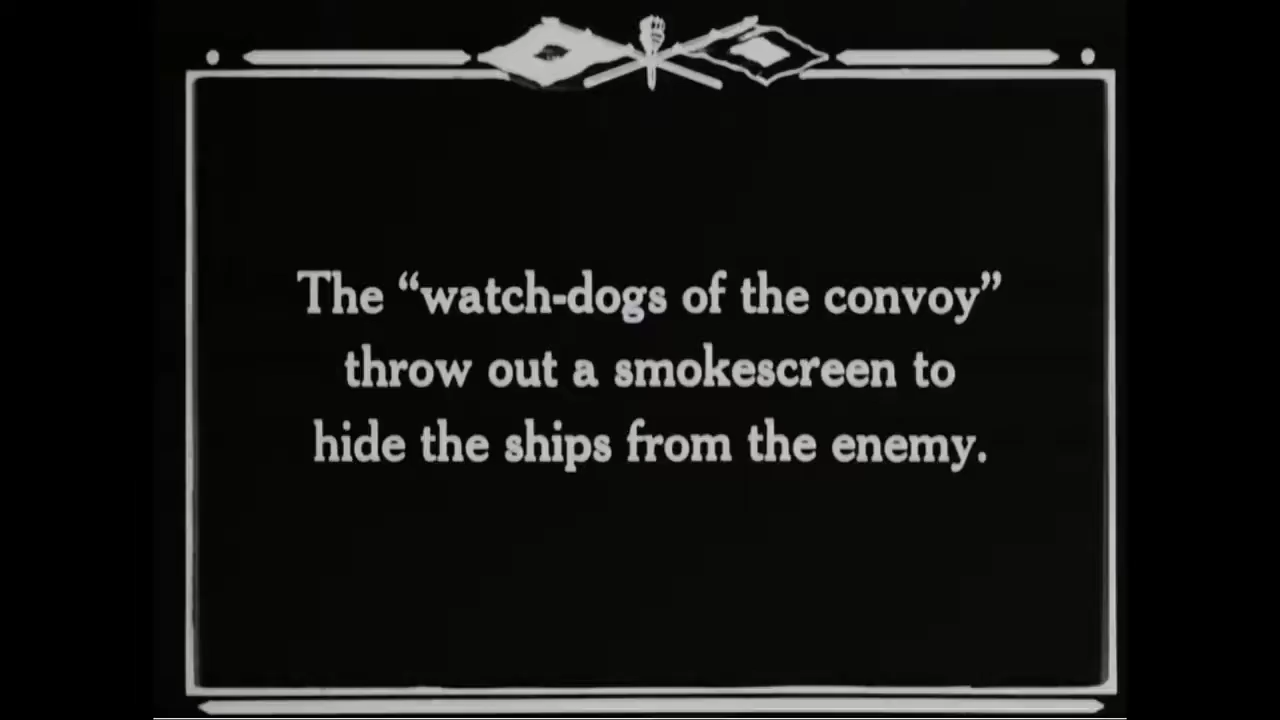 The “watch-dogs of the convoy”
throw out a smokescreen to
hide the ships from the enemy.